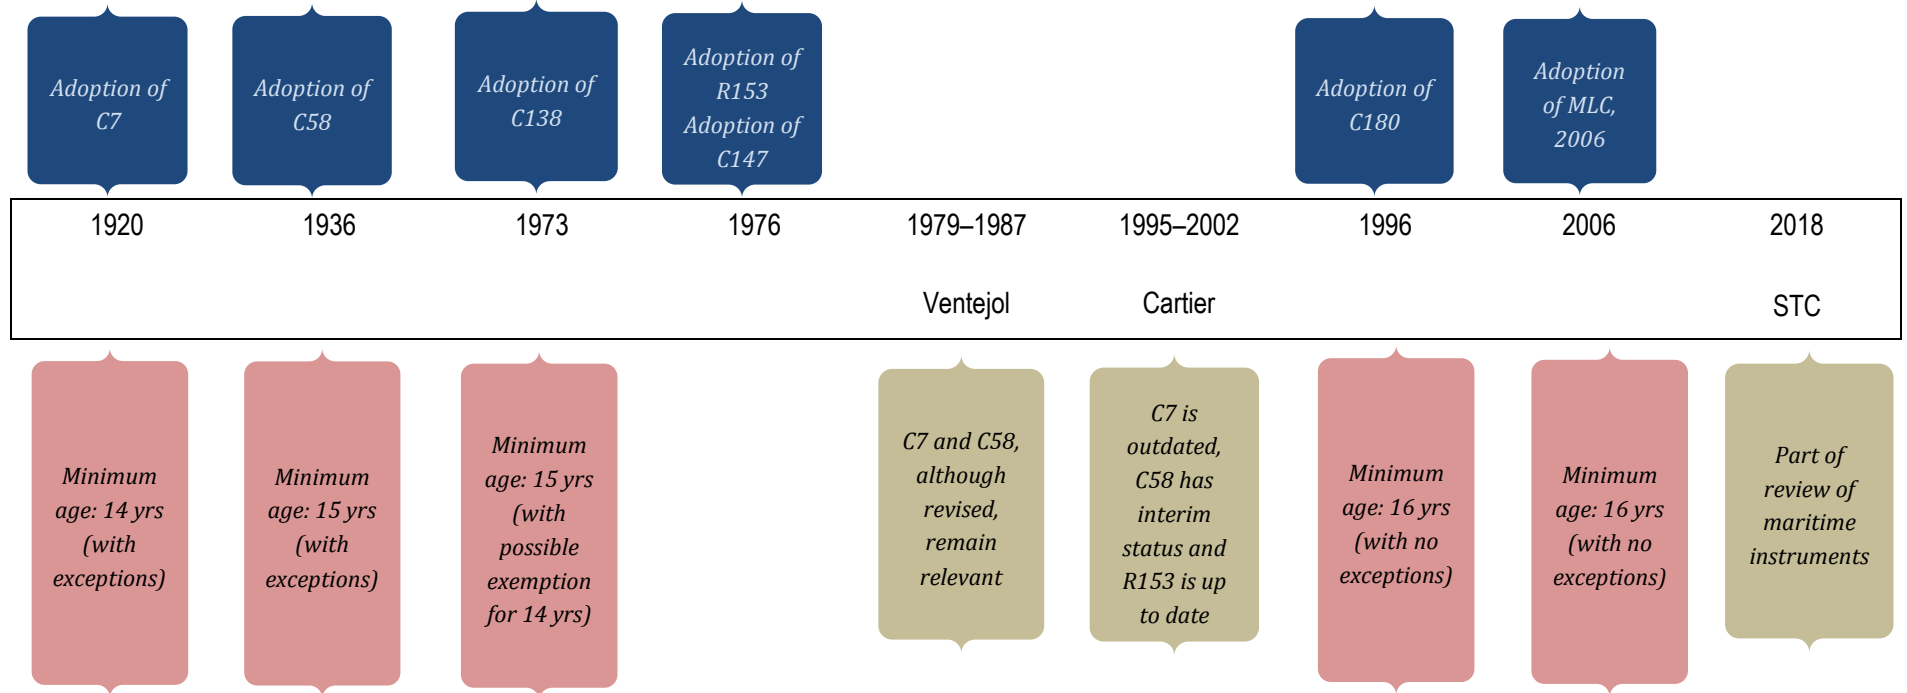 Adoption of
C7
Adoption of
C58
Adoption of
C138
Adoption of
R153
Adoption of
C147
Adoption of
C180
Adoption
of MLC,
2006
1920
1936
1973
1976
1979–1987
1995–2002
1996
2006
2018
Ventejol
Cartier
STC
Minimum
age: 14 yrs
(with
exceptions)
Minimum
age: 15 yrs
(with
exceptions)
Minimum
age: 15 yrs
(with
possible
exemption
for 14 yrs)
C7 and C58,
although
revised,
remain
relevant
C7 is
outdated,
C58 has
interim
status and
R153 is up
to date
Minimum
age: 16 yrs
(with no
exceptions)
Minimum
age: 16 yrs
(with no
exceptions)
Part of
review of
maritime
instruments